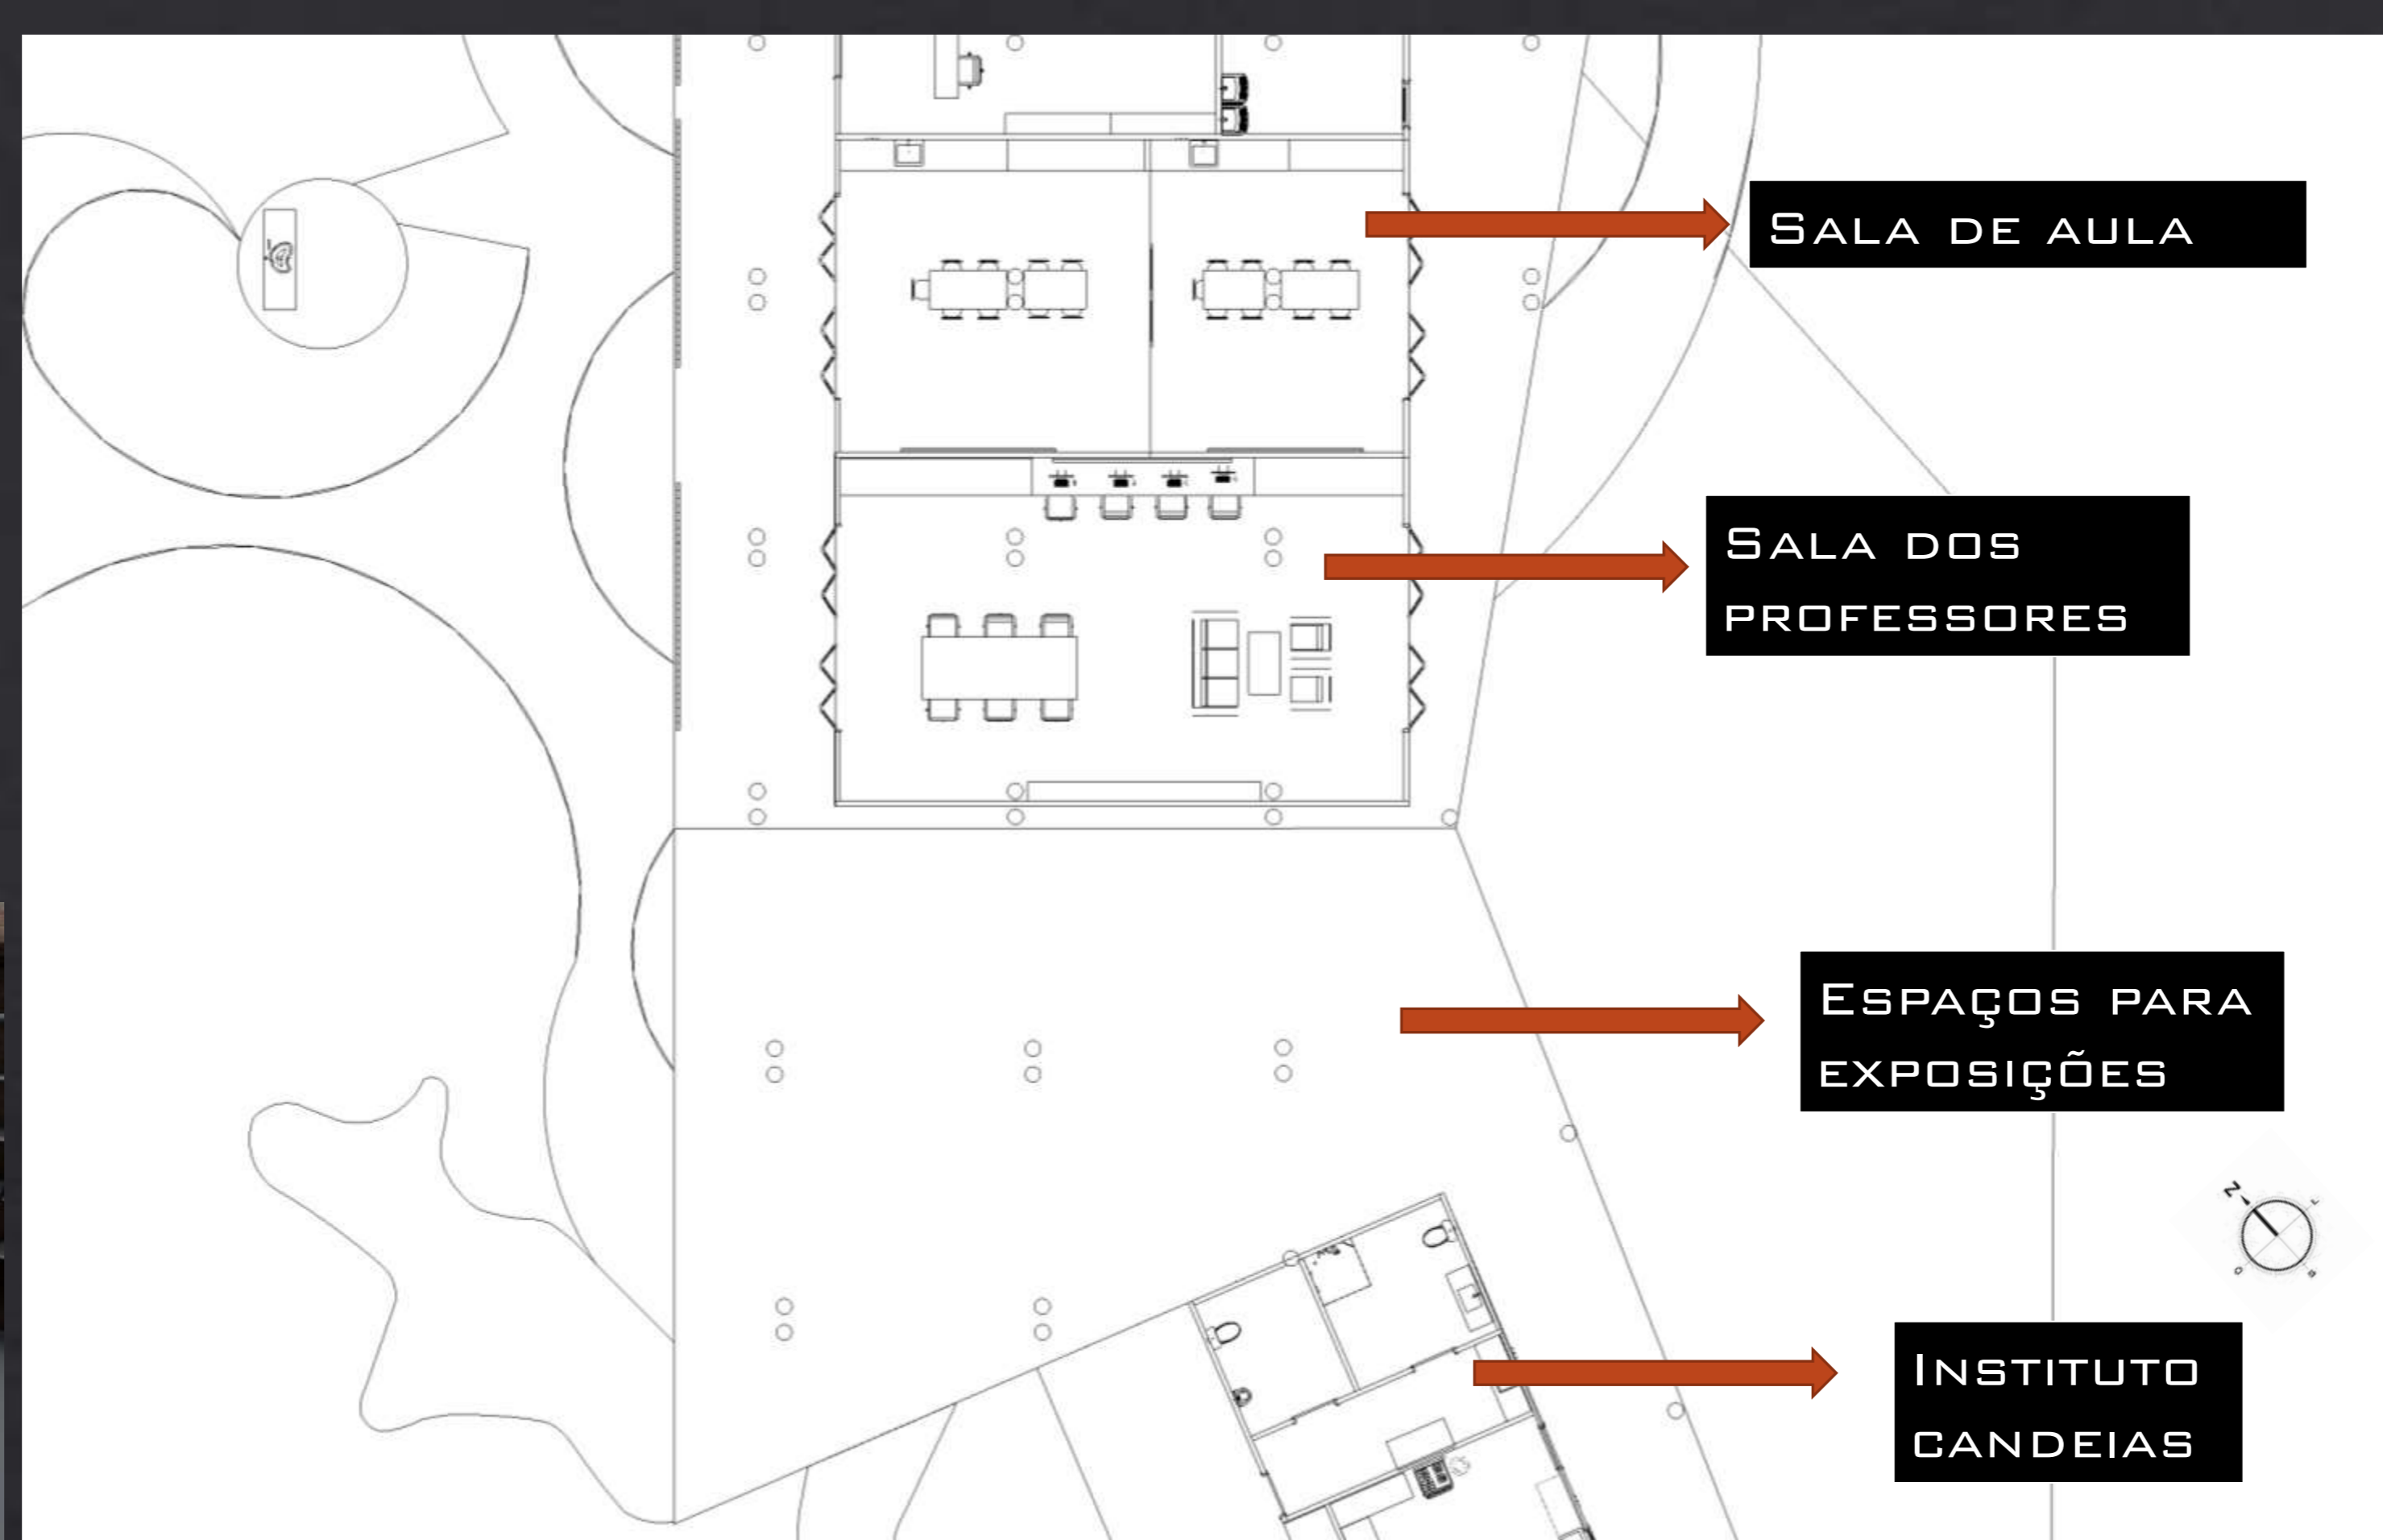 SALA DE AULA
SALA DOS
PROFESSORES
ESPAÇOS PARA
EXPOSIÇÕES
N
L
O
INSTITUTO
CANDEIAS